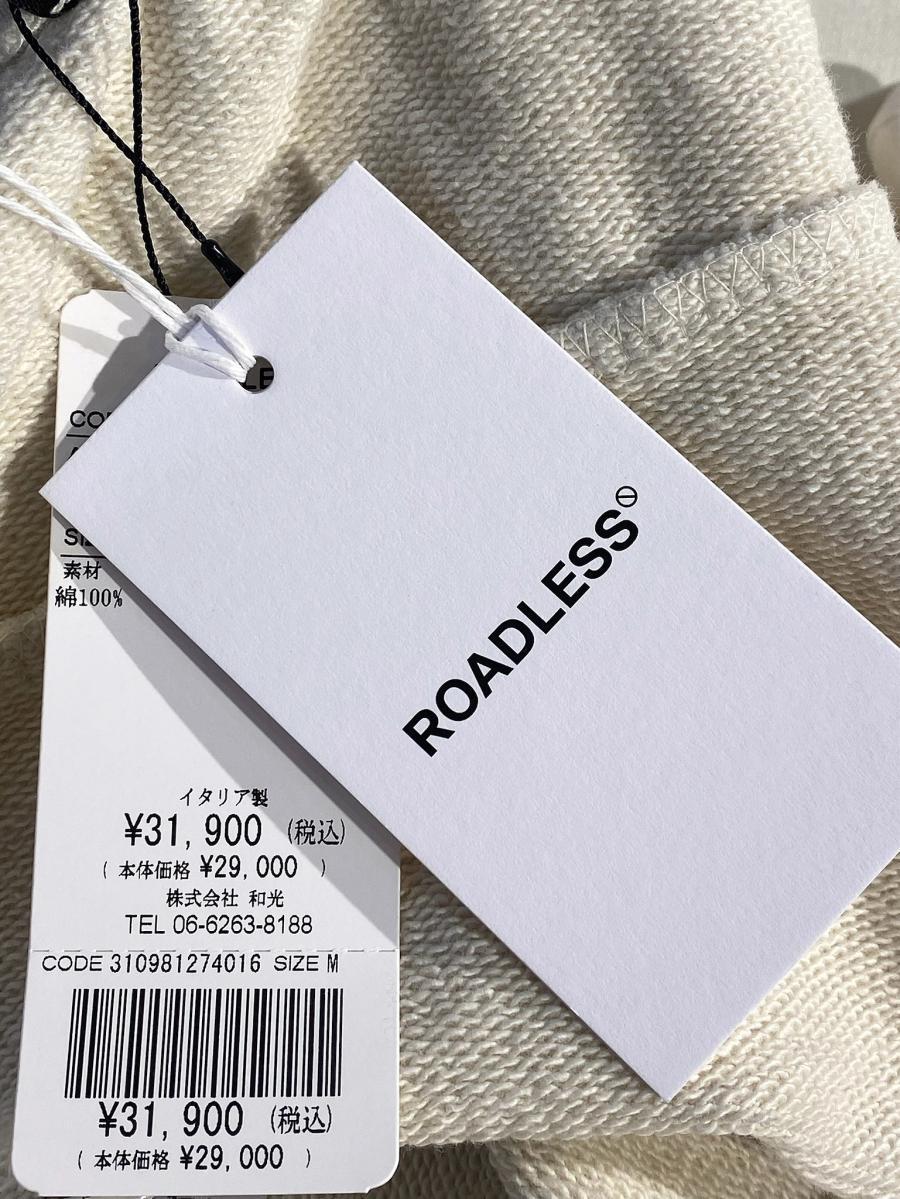 ROADLESS
素材
綿100%
イタリア製
¥31,900 (税込)
( 本体価格 ¥29,000 )
株式会社 和光
TEL 06-6263-8188
CODE 310981274016 SIZE M
¥31,900 (税込)
( 本体価格 ¥29,000 )